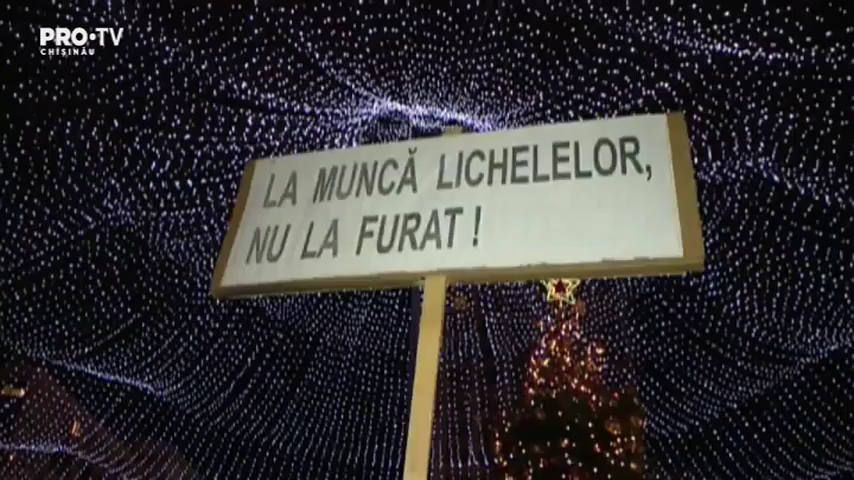 PRO•TV
CHIȘINĂU
LA MUNCĂ LICHELELOR,
NU LA FURAT!